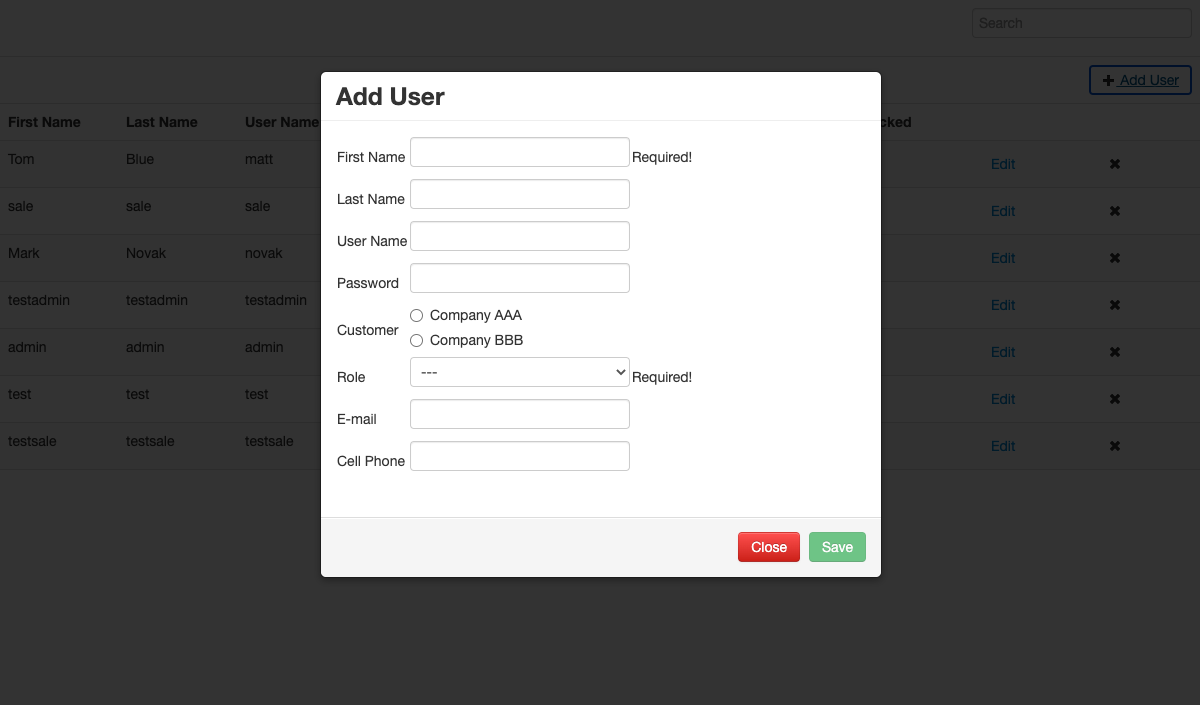 Search
Add User
Add User
First Name Last Name User Name cked
First Name Required!
Tom Blue matt Edit
Last Name
sale sale sale Edit
User Name
Mark Novak novak Edit
Password
testadmin testadmin testadmin Edit
Company AAA
Customer
Company BBB
admin admin admin Edit
Role --- Required!
test test test Edit
E-mail
testsale testsale testsale Edit
Cell Phone
Close Save